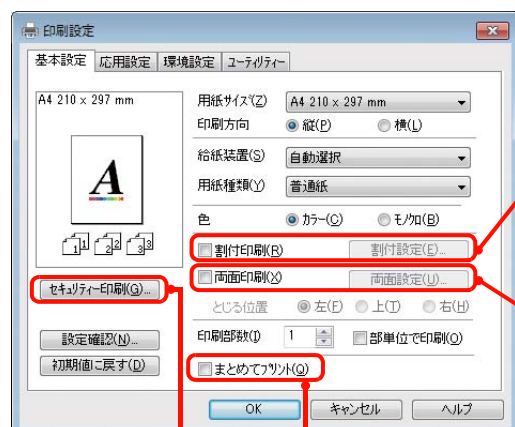 印刷設定
基本設定 応用設定 環境設定 ユーティリティー
A4 210 x 297 mm
A
1 1 2 2 3 3
セキュリティー印刷(G)...
設定確認(N)...
初期値に戻す(D)
用紙サイズ(Z) A4 210 x 297 mm
印刷方向 縦(P) 横(L)
給紙装置(S) 自動選択
用紙種類(Y) 普通紙
色 カラー(C) モノクロ(B)
割付印刷(R) 割付設定(E)...
両面印刷(X) 両面設定(U)...
とじる位置 左(F) 上(T) 右(H)
印刷部数(I) 1 部単位で印刷(O)
まとめてプリント(Q)
OK キャンセル ヘルプ